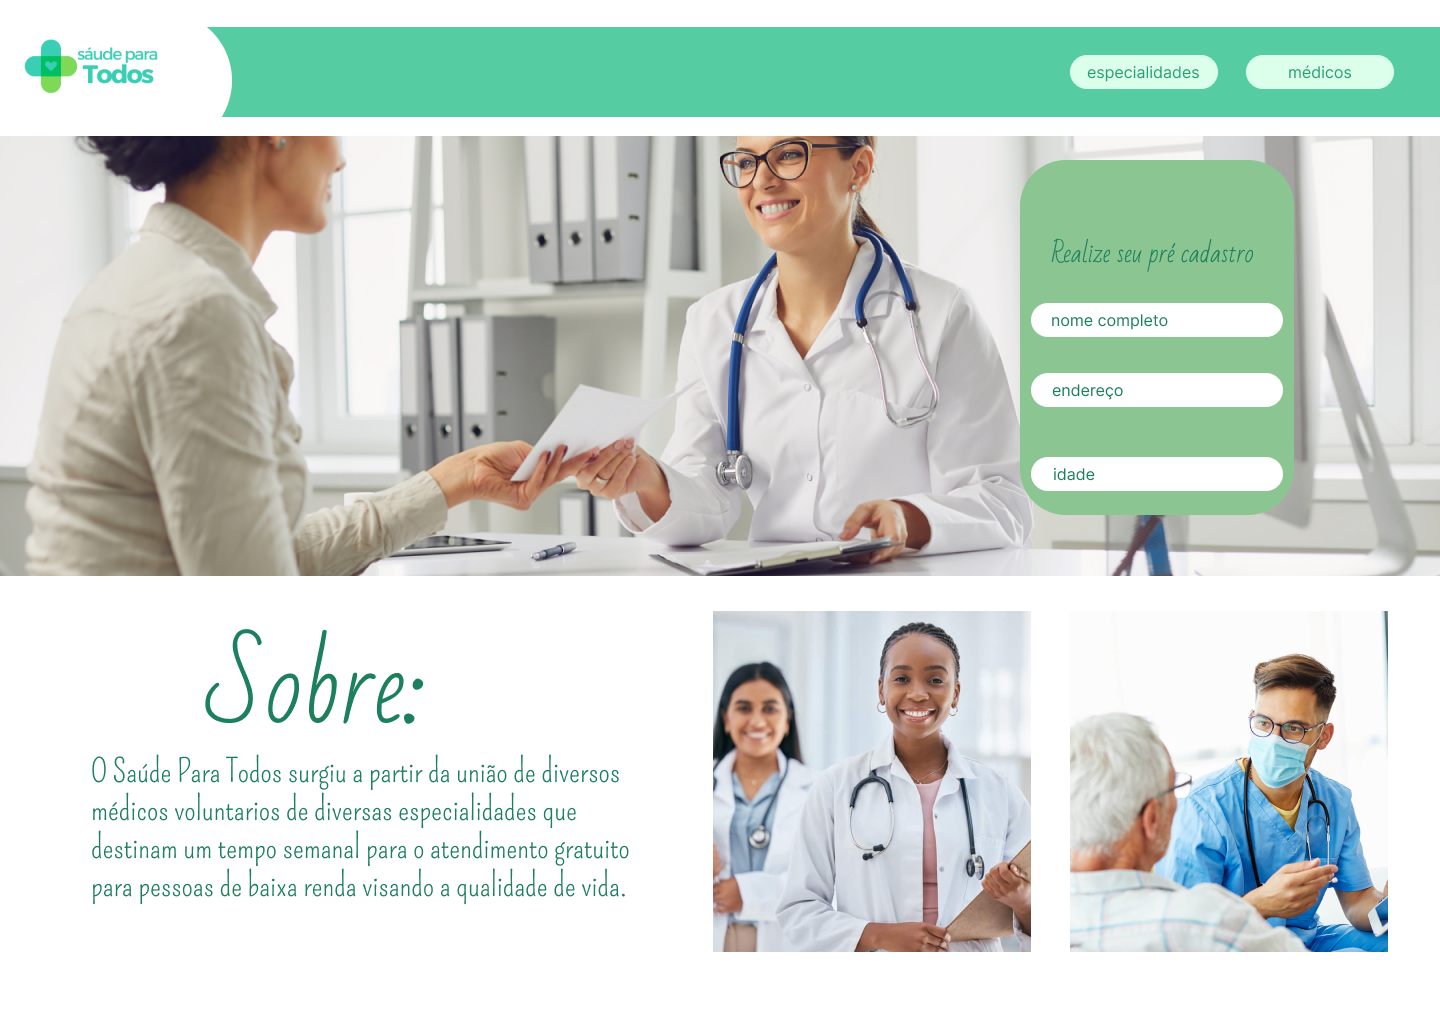 sáude para
Todos
especialidades
médicos
Realize seu pré cadastro
nome completo
endereço
idade
Sobre:
O Saúde Para Todos surgiu a partir da união de diversos
médicos voluntarios de diversas especialidades que
destinam um tempo semanal para o atendimento gratuito
para pessoas de baixa renda visando a qualidade de vida.